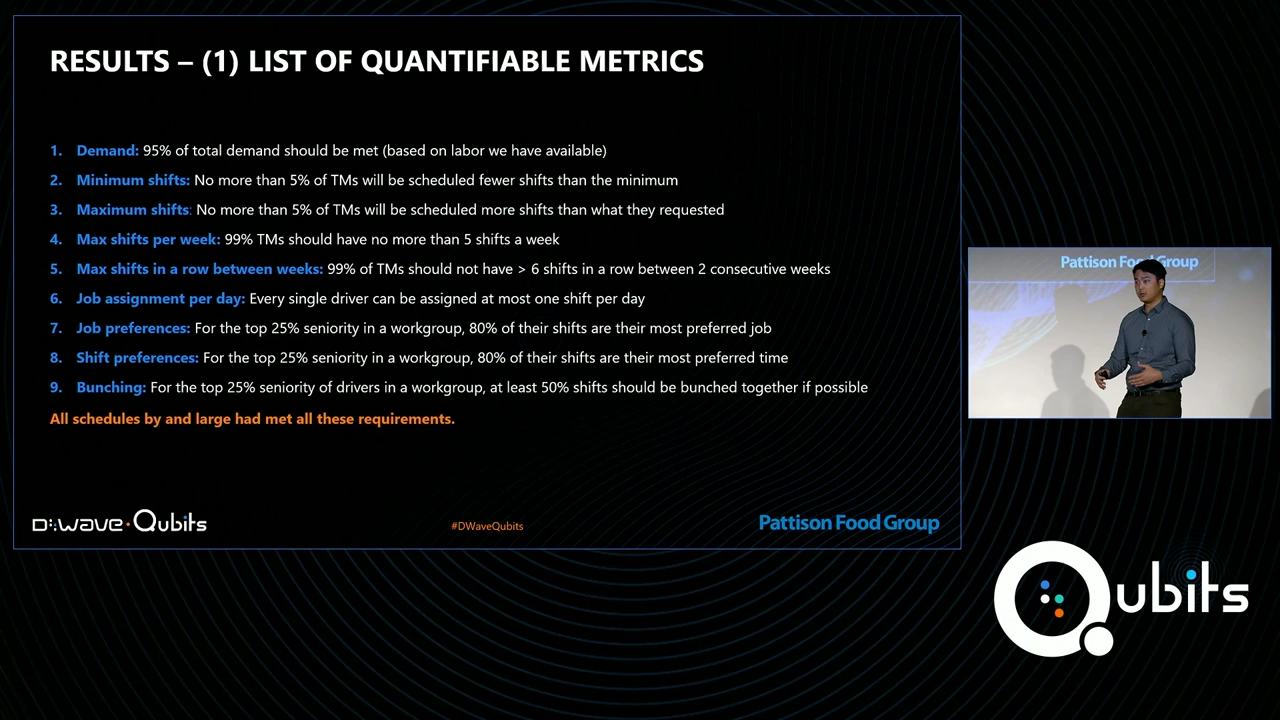 RESULTS – (1) LIST OF QUANTIFIABLE METRICS
1. Demand: 95% of total demand should be met (based on labor we have available)
2. Minimum shifts: No more than 5% of TMs will be scheduled fewer shifts than the minimum
3. Maximum shifts: No more than 5% of TMs will be scheduled more shifts than what they requested
4. Max shifts per week: 99% TMs should have no more than 5 shifts a week
5. Max shifts in a row between weeks: 99% of TMs should not have > 6 shifts in a row between 2 consecutive weeks
6. Job assignment per day: Every single driver can be assigned at most one shift per day
7. Job preferences: For the top 25% seniority in a workgroup, 80% of their shifts are their most preferred job
8. Shift preferences: For the top 25% seniority in a workgroup, 80% of their shifts are their most preferred time
9. Bunching: For the top 25% seniority of drivers in a workgroup, at least 50% shifts should be bunched together if possible
All schedules by and large had met all these requirements.
D:wave · Qubits
#DWaveQubits
Pattison Food Group
Pattison Food Group
Qubits